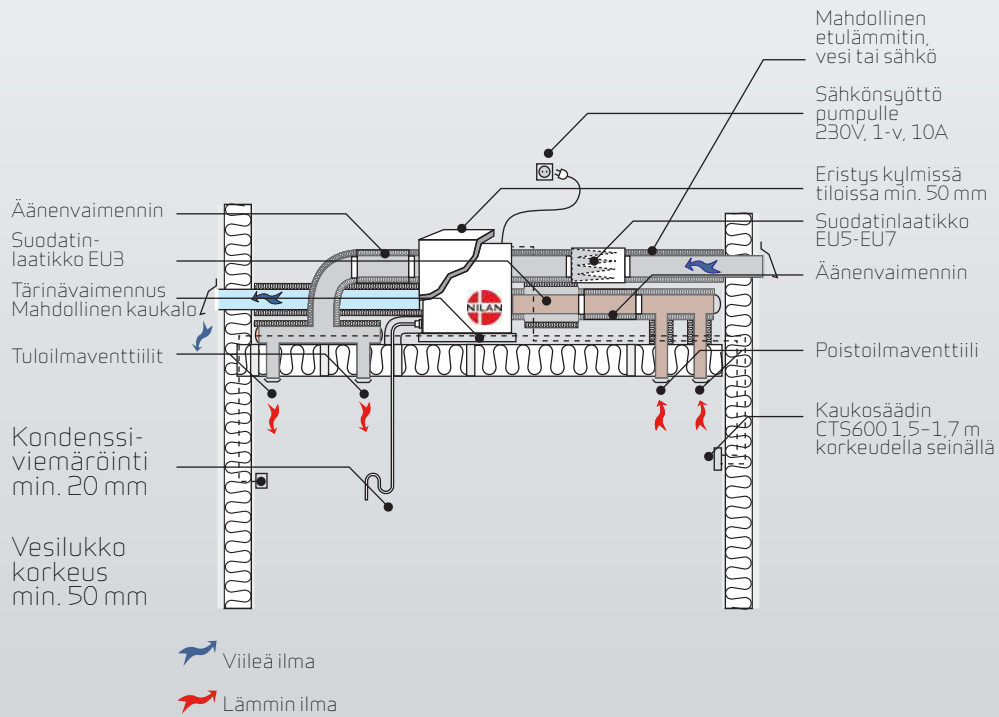 Mahdollinen
etulämmitin,
vesi tai sähkö
Sähkönsyöttö
pumpulle
230V, 1-v, 10A
Eristys kylmissä
tiloissa min. 50 mm
Suodatinlaatikko
EU5-EU7
Äänenvaimennin
Poistoilmaventtiili
Kaukosäädin
CTS600 1,5–1,7 m
korkeudella seinällä
Äänenvaimennin
Suodatin-
laatikko EU3
Tärinävaimennus
Mahdollinen kaukalo
Tuloilmaventtiilit
Kondenssi-
viemäröinti
min. 20 mm
Vesilukko
korkeus
min. 50 mm
NILAN
Viileä ilma
Lämmin ilma